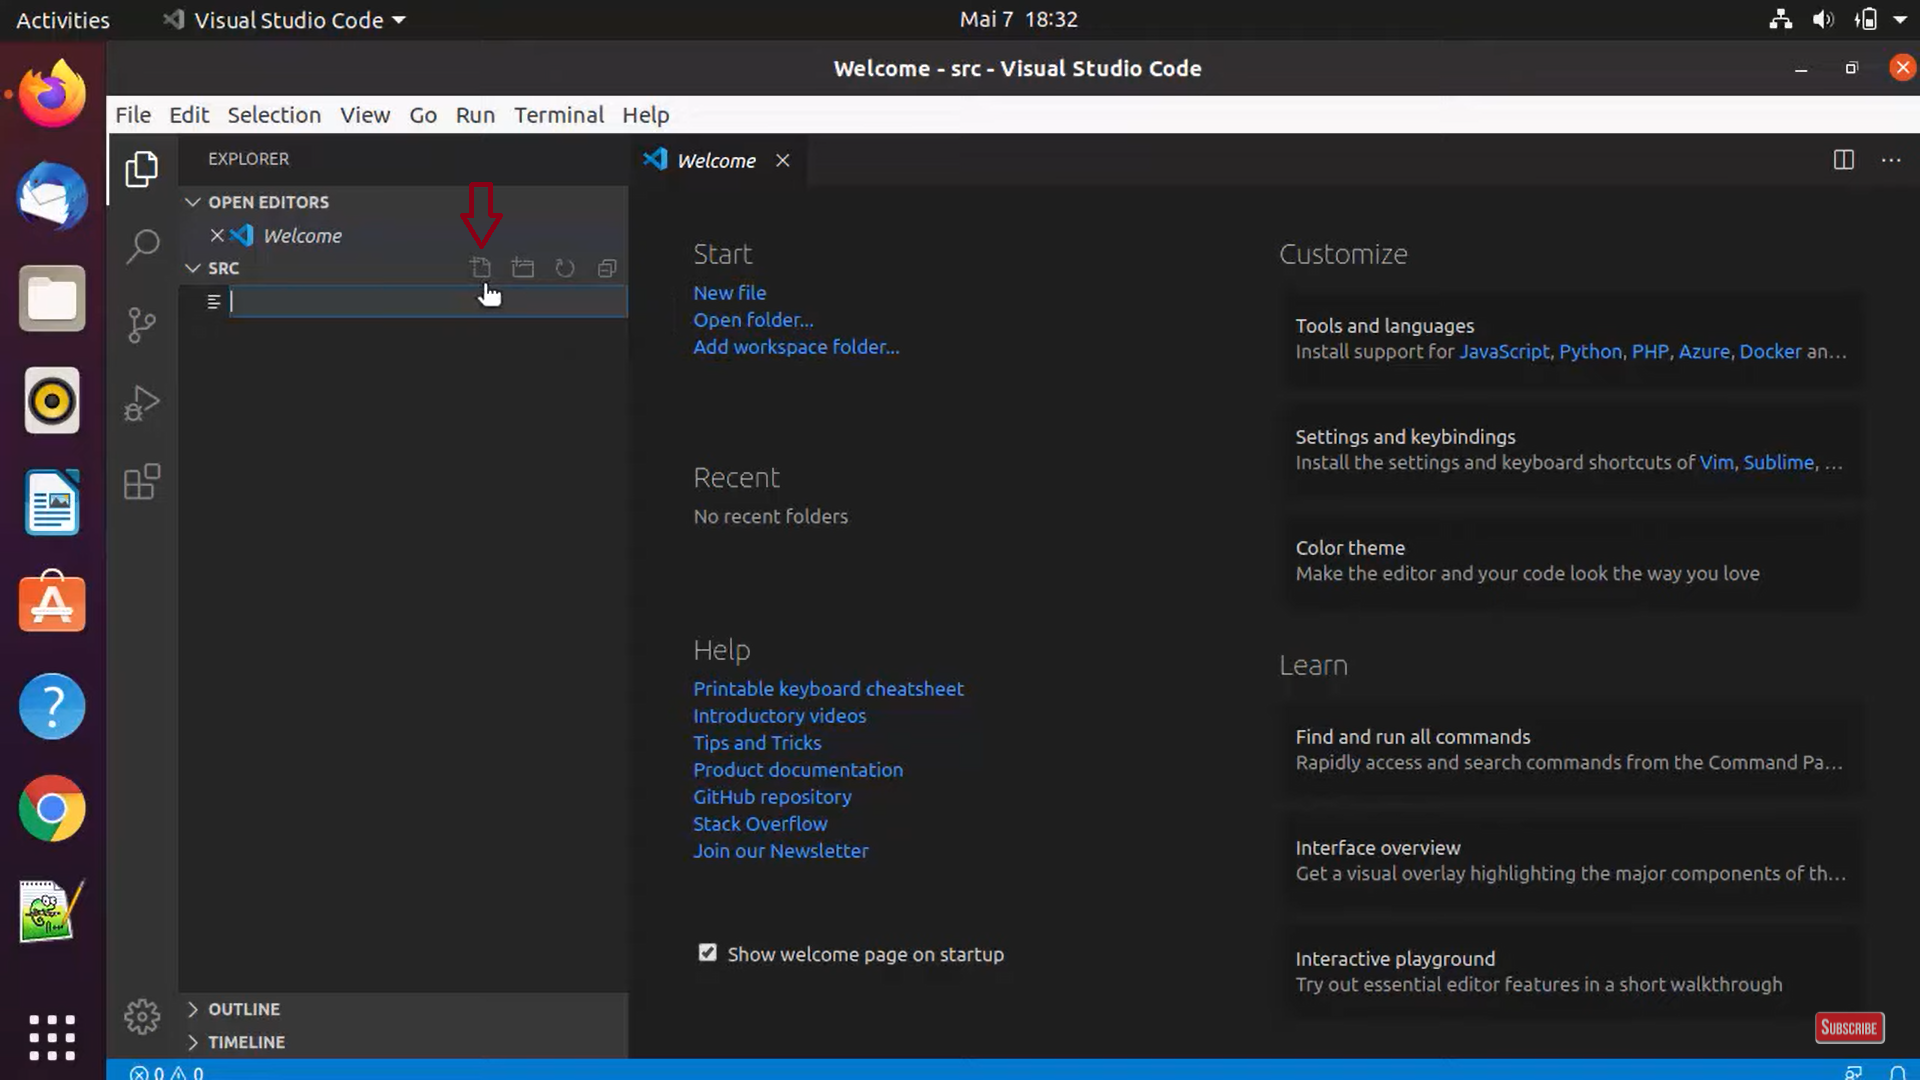 Activities
Visual Studio Code
Mai 7 18:32
Welcome - src - Visual Studio Code
File Edit Selection View Go Run Terminal Help
EXPLORER
OPEN EDITORS
Welcome
SRC
OUTLINE
TIMELINE
0 0
Welcome
Start
New file
Open folder...
Add workspace folder...
Recent
No recent folders
Help
Printable keyboard cheatsheet
Introductory videos
Tips and Tricks
Product documentation
GitHub repository
Stack Overflow
Join our Newsletter
Show welcome page on startup
Customize
Tools and languages
Install support for JavaScript, Python, PHP, Azure, Docker an...
Settings and keybindings
Install the settings and keyboard shortcuts of Vim, Sublime, ...
Color theme
Make the editor and your code look the way you love
Learn
Find and run all commands
Rapidly access and search commands from the Command Pa...
Interface overview
Get a visual overlay highlighting the major components of th...
Interactive playground
Try out essential editor features in a short walkthrough
SUBSCRIBE